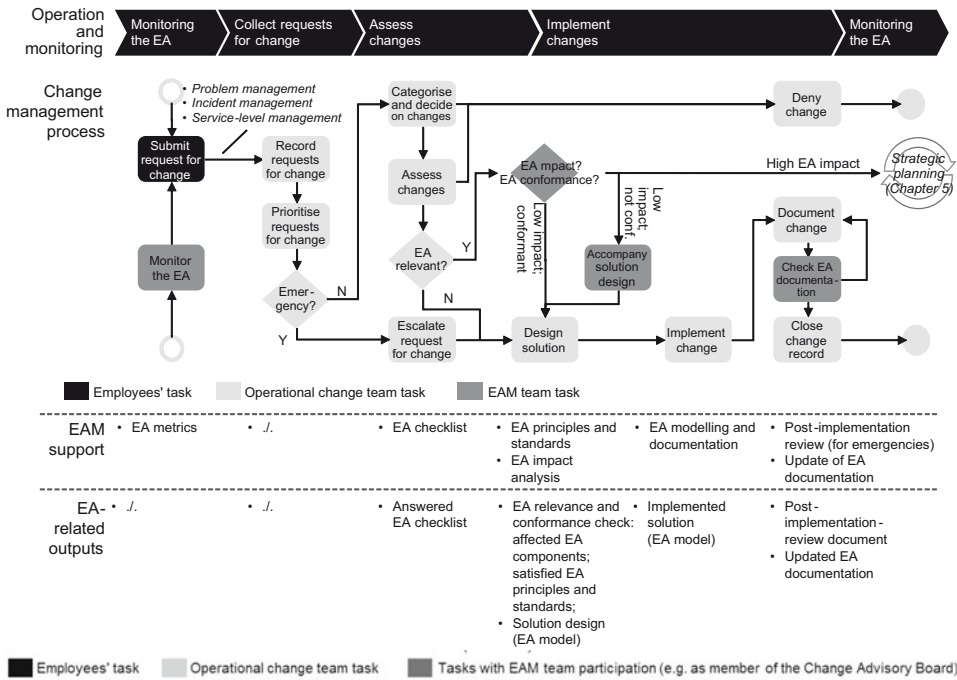 Operation
and
monitoring
Monitoring
the EA
Collect requests
for change
Assess
changes
Implement
changes
Monitoring
the EA
Change
management
process
• Problem management
• Incident management
• Service-level management
Submit
request for
change
Monitor
the EA
Record
requests
for change
Prioritise
requests
for change
Emer-
gency?
N
Y
Categorise
and decide
on changes
Assess
changes
EA
relevant?
Y
N
Escalate
request
for change
EA mpact?
EA conformance?
Low impact;
conformant
Low
impact;
not conf.
Accompany
solution
design
Design
solution
Implement
change
Deny
change
High EA impact
Strategic
planning
(Chapter 5)
Document
change
Check EA
documenta-
tion
Close
change
record
Employees' task
Operational change team task
EAM team task
EAM
support
• EA metrics
• ./.
• EA checklist
• EA principles and
standards
• EA impact
analysis
• EA modelling and
documentation
• Post-implementation
review (for emergencies)
• Update of EA
documentation
EA-
related
outputs
• ./.
• ./.
• Answered
EA checklist
• EA relevance and
conformance check:
affected EA
components;
satisfied EA
principles and
standards;
• Solution design
(EA model)
• Implemented
solution
(EA model)
• Post-
implementation-
review document
• Updated EA
documentation
Employees' task
Operational change team task
Tasks with EAM team participation (e.g. as member of the Change Advisory Board)